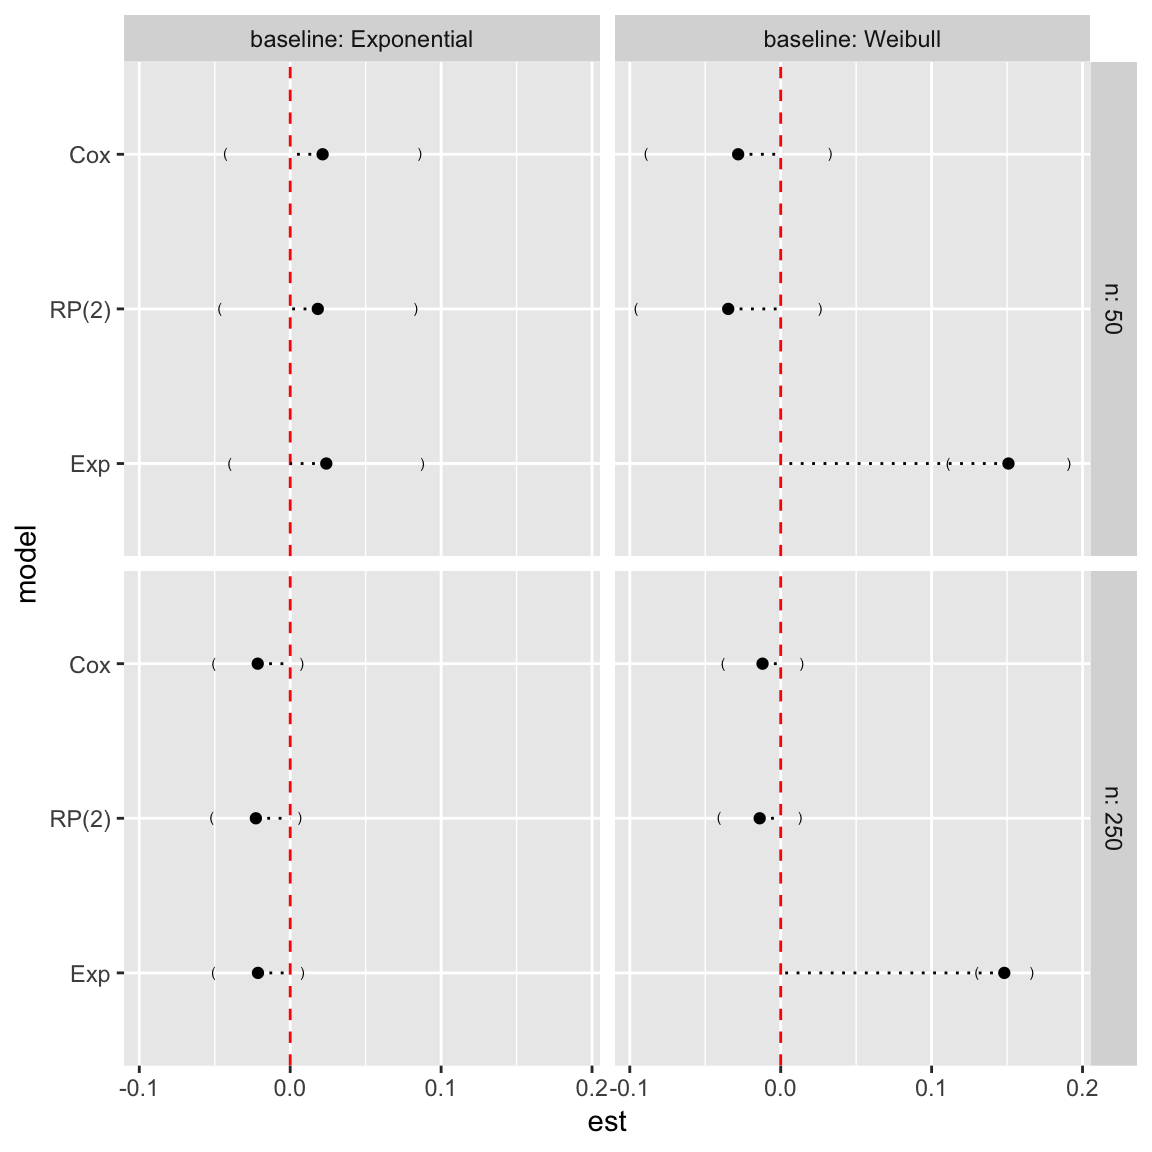 baseline: Exponential
baseline: Weibull
Cox
RP(2)
Exp
n: 50
model
Cox
RP(2)
Exp
n: 250
-0.1 0.0 0.1 0.2
-0.1 0.0 0.1 0.2
est